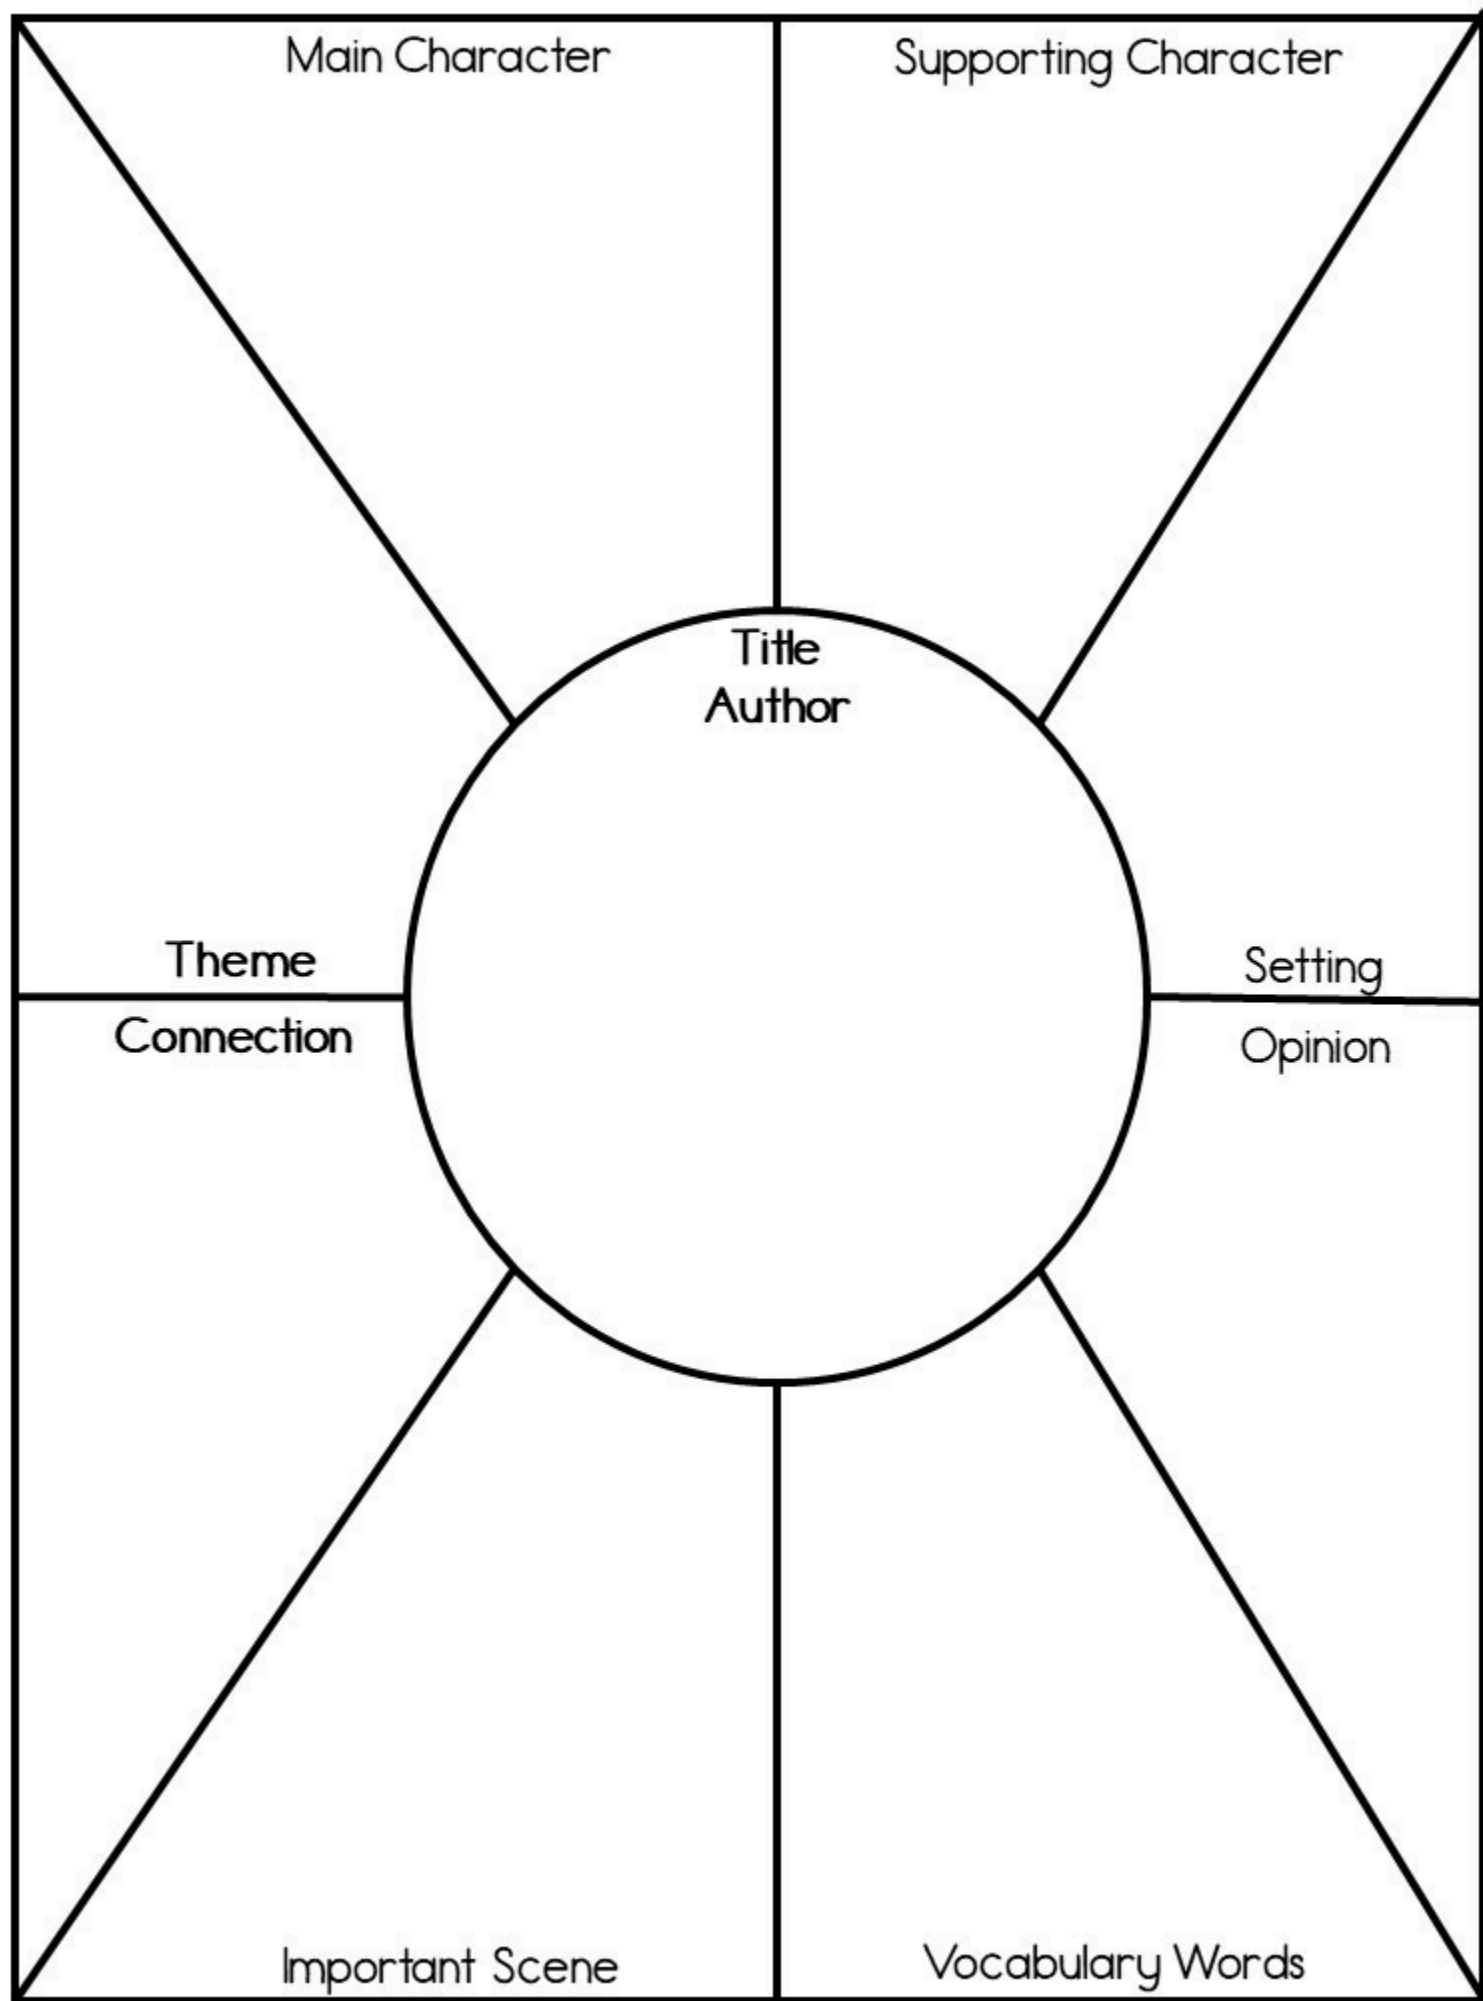 Main Character
Supporting Character
Title
Author
Theme
Setting
Connection
Opinion
Important Scene
Vocabulary Words